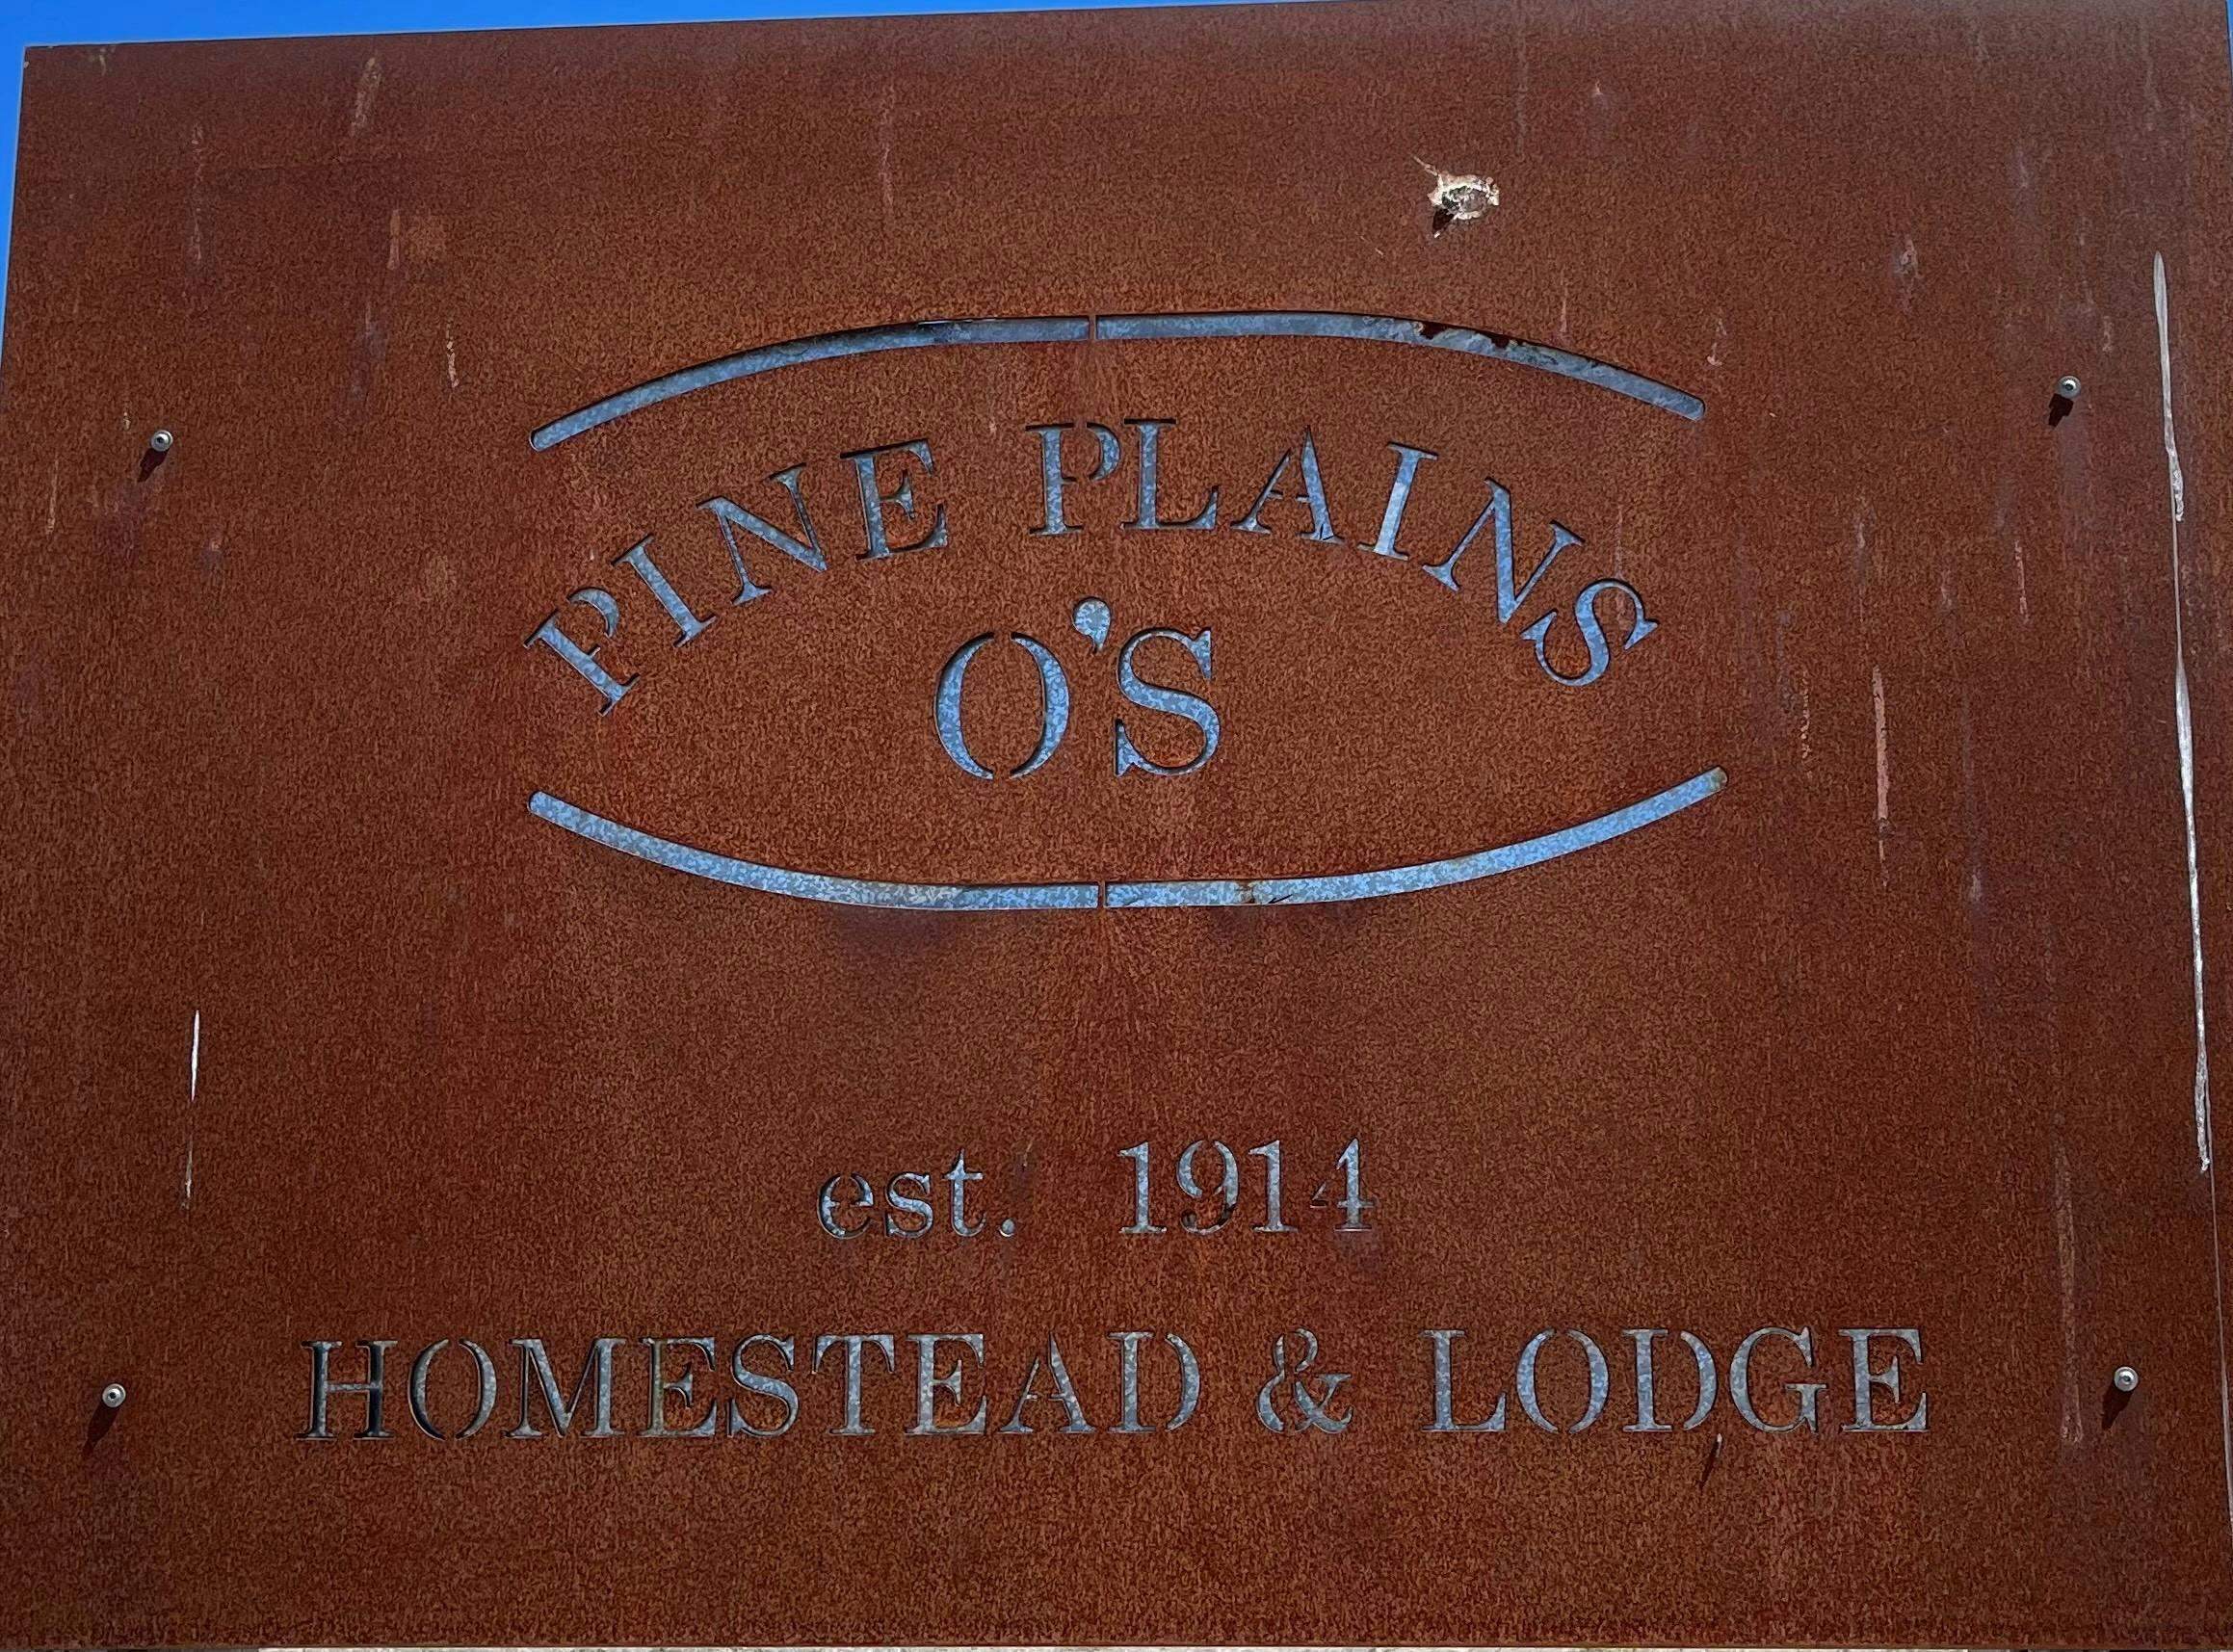 PINE PLAINS
O'S
est. 1914
HOMESTEAD & LODGE